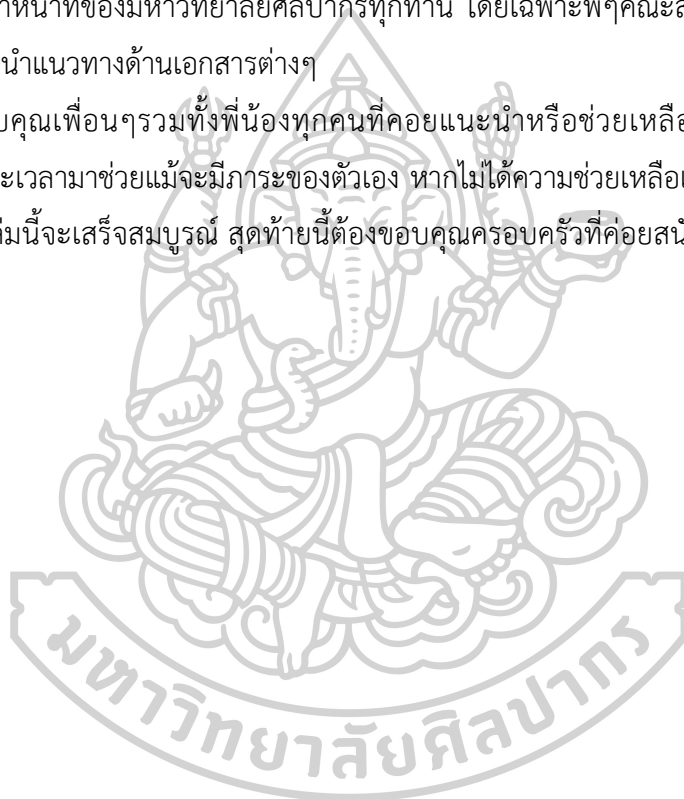 หน้าที่ของมหาวิทยาลัยศิลปากรทุกท่าน โดยเฉพาะพี่ๆคณะ
นำแนวทางด้านเอกสารต่างๆ
คุณเพื่อนๆรวมทั้งพี่น้องทุกคนที่คอยแนะนำหรือช่วยเหลือ
ะเวลามาช่วยแม้จะมีภาระของตัวเอง หากไม่ได้ความช่วยเหลือ
ล่มนี้จะเสร็จสมบูรณ์ สุดท้ายนี้ต้องขอบคุณครอบครัวที่ค่อยสนั
มหาวิทยาลัยศิลปากร